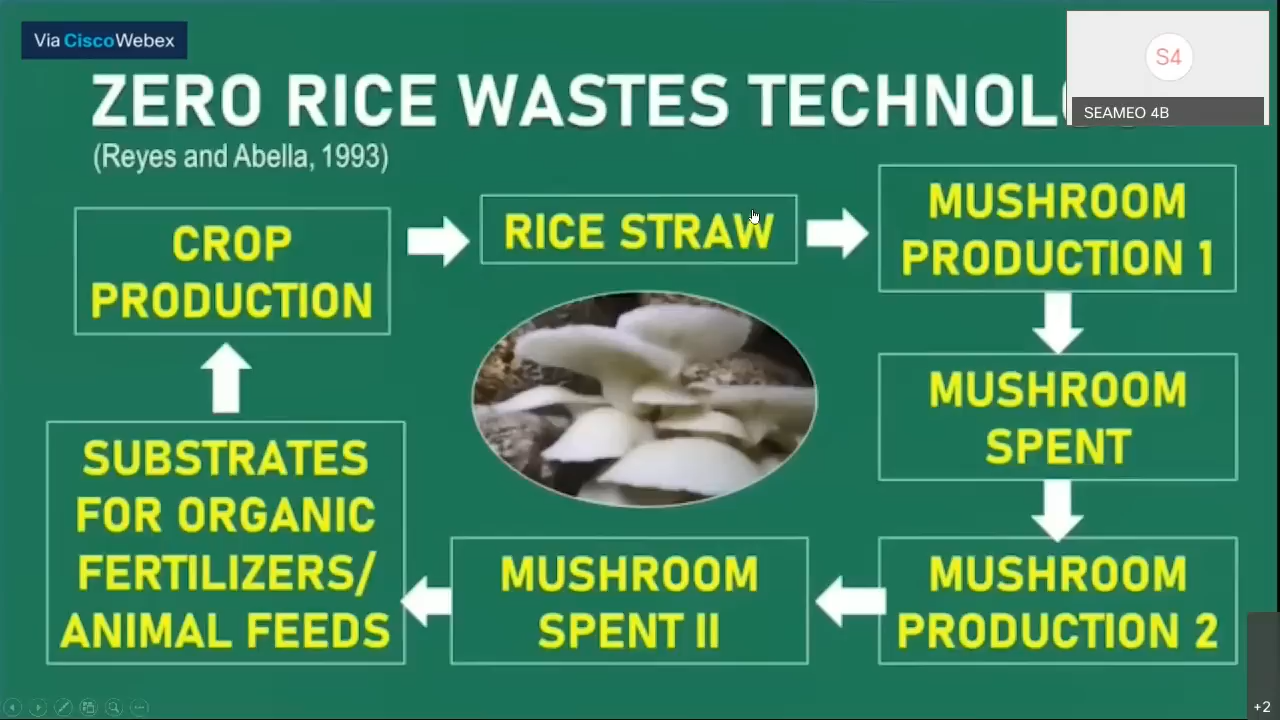 Via CiscoWebex
S4
SEAMEO 4B
ZERO RICE WASTES
(Reyes and Abella, 1993)
CROP
PRODUCTION
RICE STRAW
MUSHROOM
PRODUCTION 1
MUSHROOM
SPENT
MUSHROOM
PRODUCTION 2
MUSHROOM
SPENT II
SUBSTRATES
FOR ORGANIC
FERTILIZERS/
ANIMAL FEEDS
+2